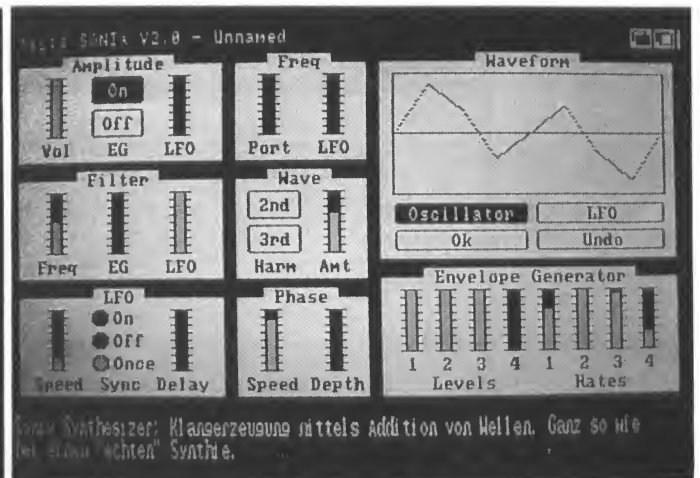 SONIX V2.0 - Unnamed
Amplitude
On
Off
Vol EG LFO
Freq
Port LFO
Waveform
Oscillator LFO
Ok Undo
Filter
Freq EG LFO
Wave
2nd
3rd
Harm Amt
LFO
On
Off
Once
Speed Sync Delay
Phase
Speed Depth
Envelope Generator
1 2 3 4 1 2 3 4
Levels Rates
Synthesizer: Klangerzeugung mittels Addition von Wellen. Ganz so wie
"echten" Synthie.